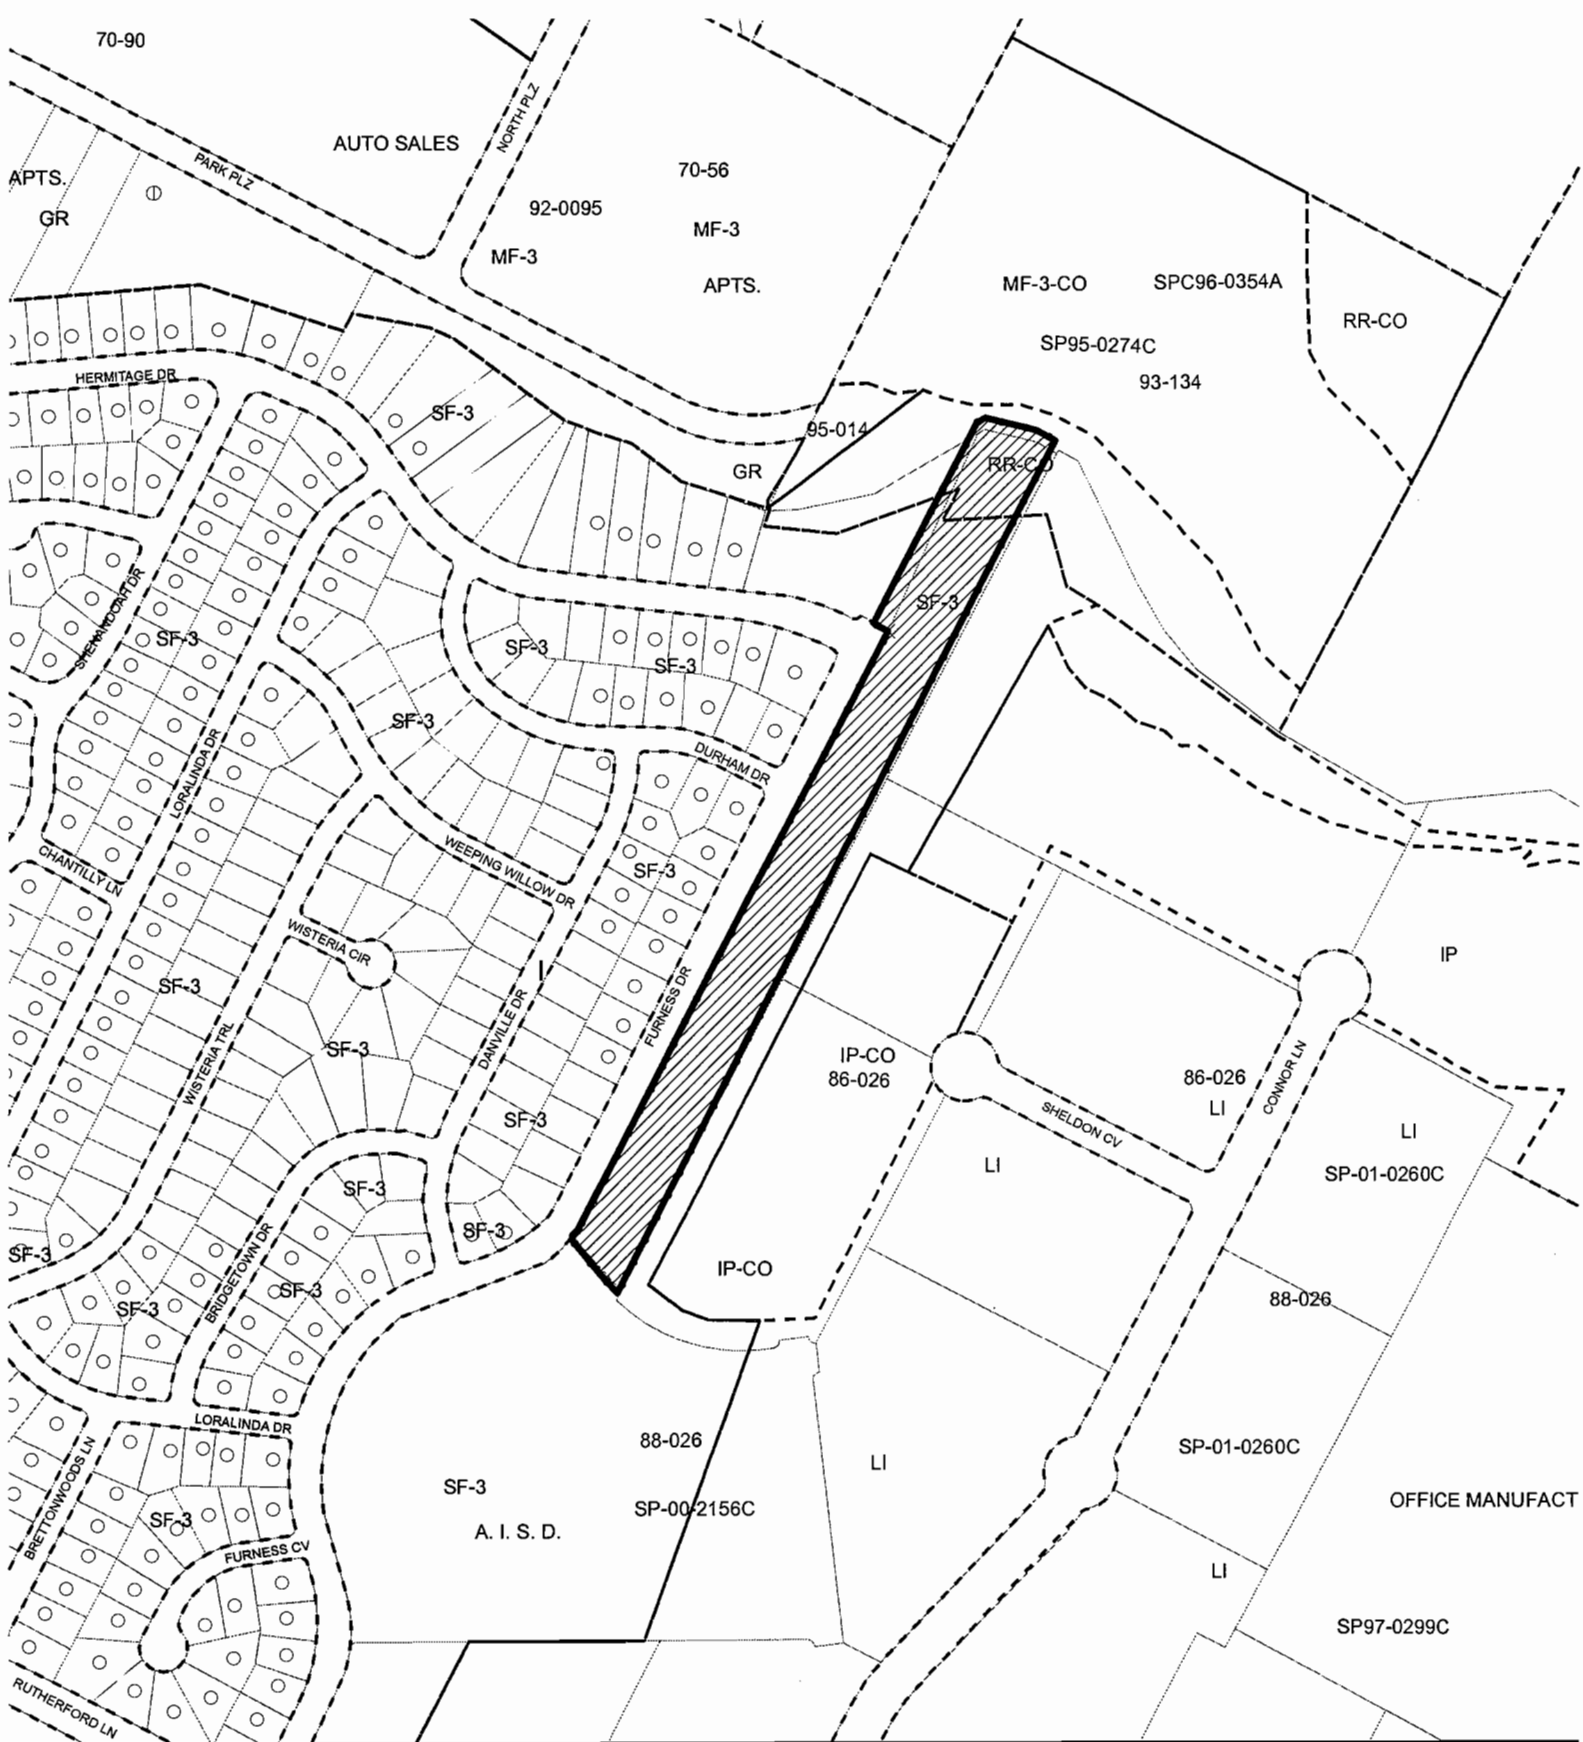 70-90
AUTO SALES
NORTH PLZ
PARK PLZ
APTS.
GR
70-56
92-0095
MF-3
MF-3
APTS.
MF-3-CO
SPC96-0354A
RR-CO
SP95-0274C
93-134
HERMITAGE DR
SF-3
95-014
GR
RR-CO
SHENANDOAH DR
SF-3
SF-3
SF-3
SF-3
SF-3
LORALINDA DR
DURHAM DR
CHANTILLY LN
WEEPING WILLOW DR
SF-3
WISTERIA CIR
SF-3
DANVILLE DR
FURNESS DR
IP
WISTERIA TRL
SF-3
IP-CO
86-026
86-026
LI
CONNOR LN
SHELDON CV
SF-3
LI
LI
SP-01-0260C
SF-3
SF-3
SF-3
BRIDGETOWN DR
SF-3
SF-3
IP-CO
88-026
LORALINDA DR
BRETTONWOODS LN
88-026
SP-01-0260C
LI
SF-3
SP-00-2156C
OFFICE MANUFACT
SF-3
A. I. S. D.
FURNESS CV
LI
SP97-0299C
RUTHERFORD LN